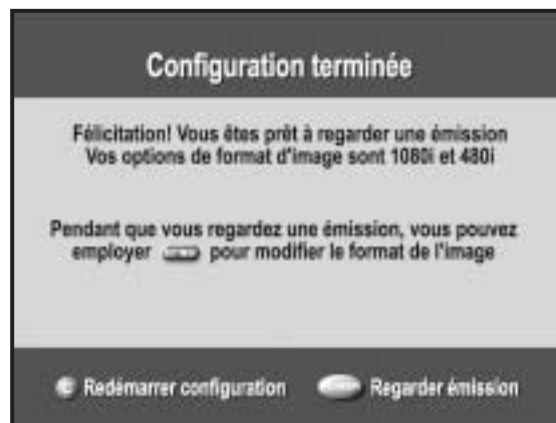 Configuration terminée
Félicitation! Vous êtes prêt à regarder une émission
Vos options de format d'image sont 1080i et 480i
Pendant que vous regardez une émission, vous pouvez
employer pour modifier le format de l'image
Redémarrer configuration Regarder émission